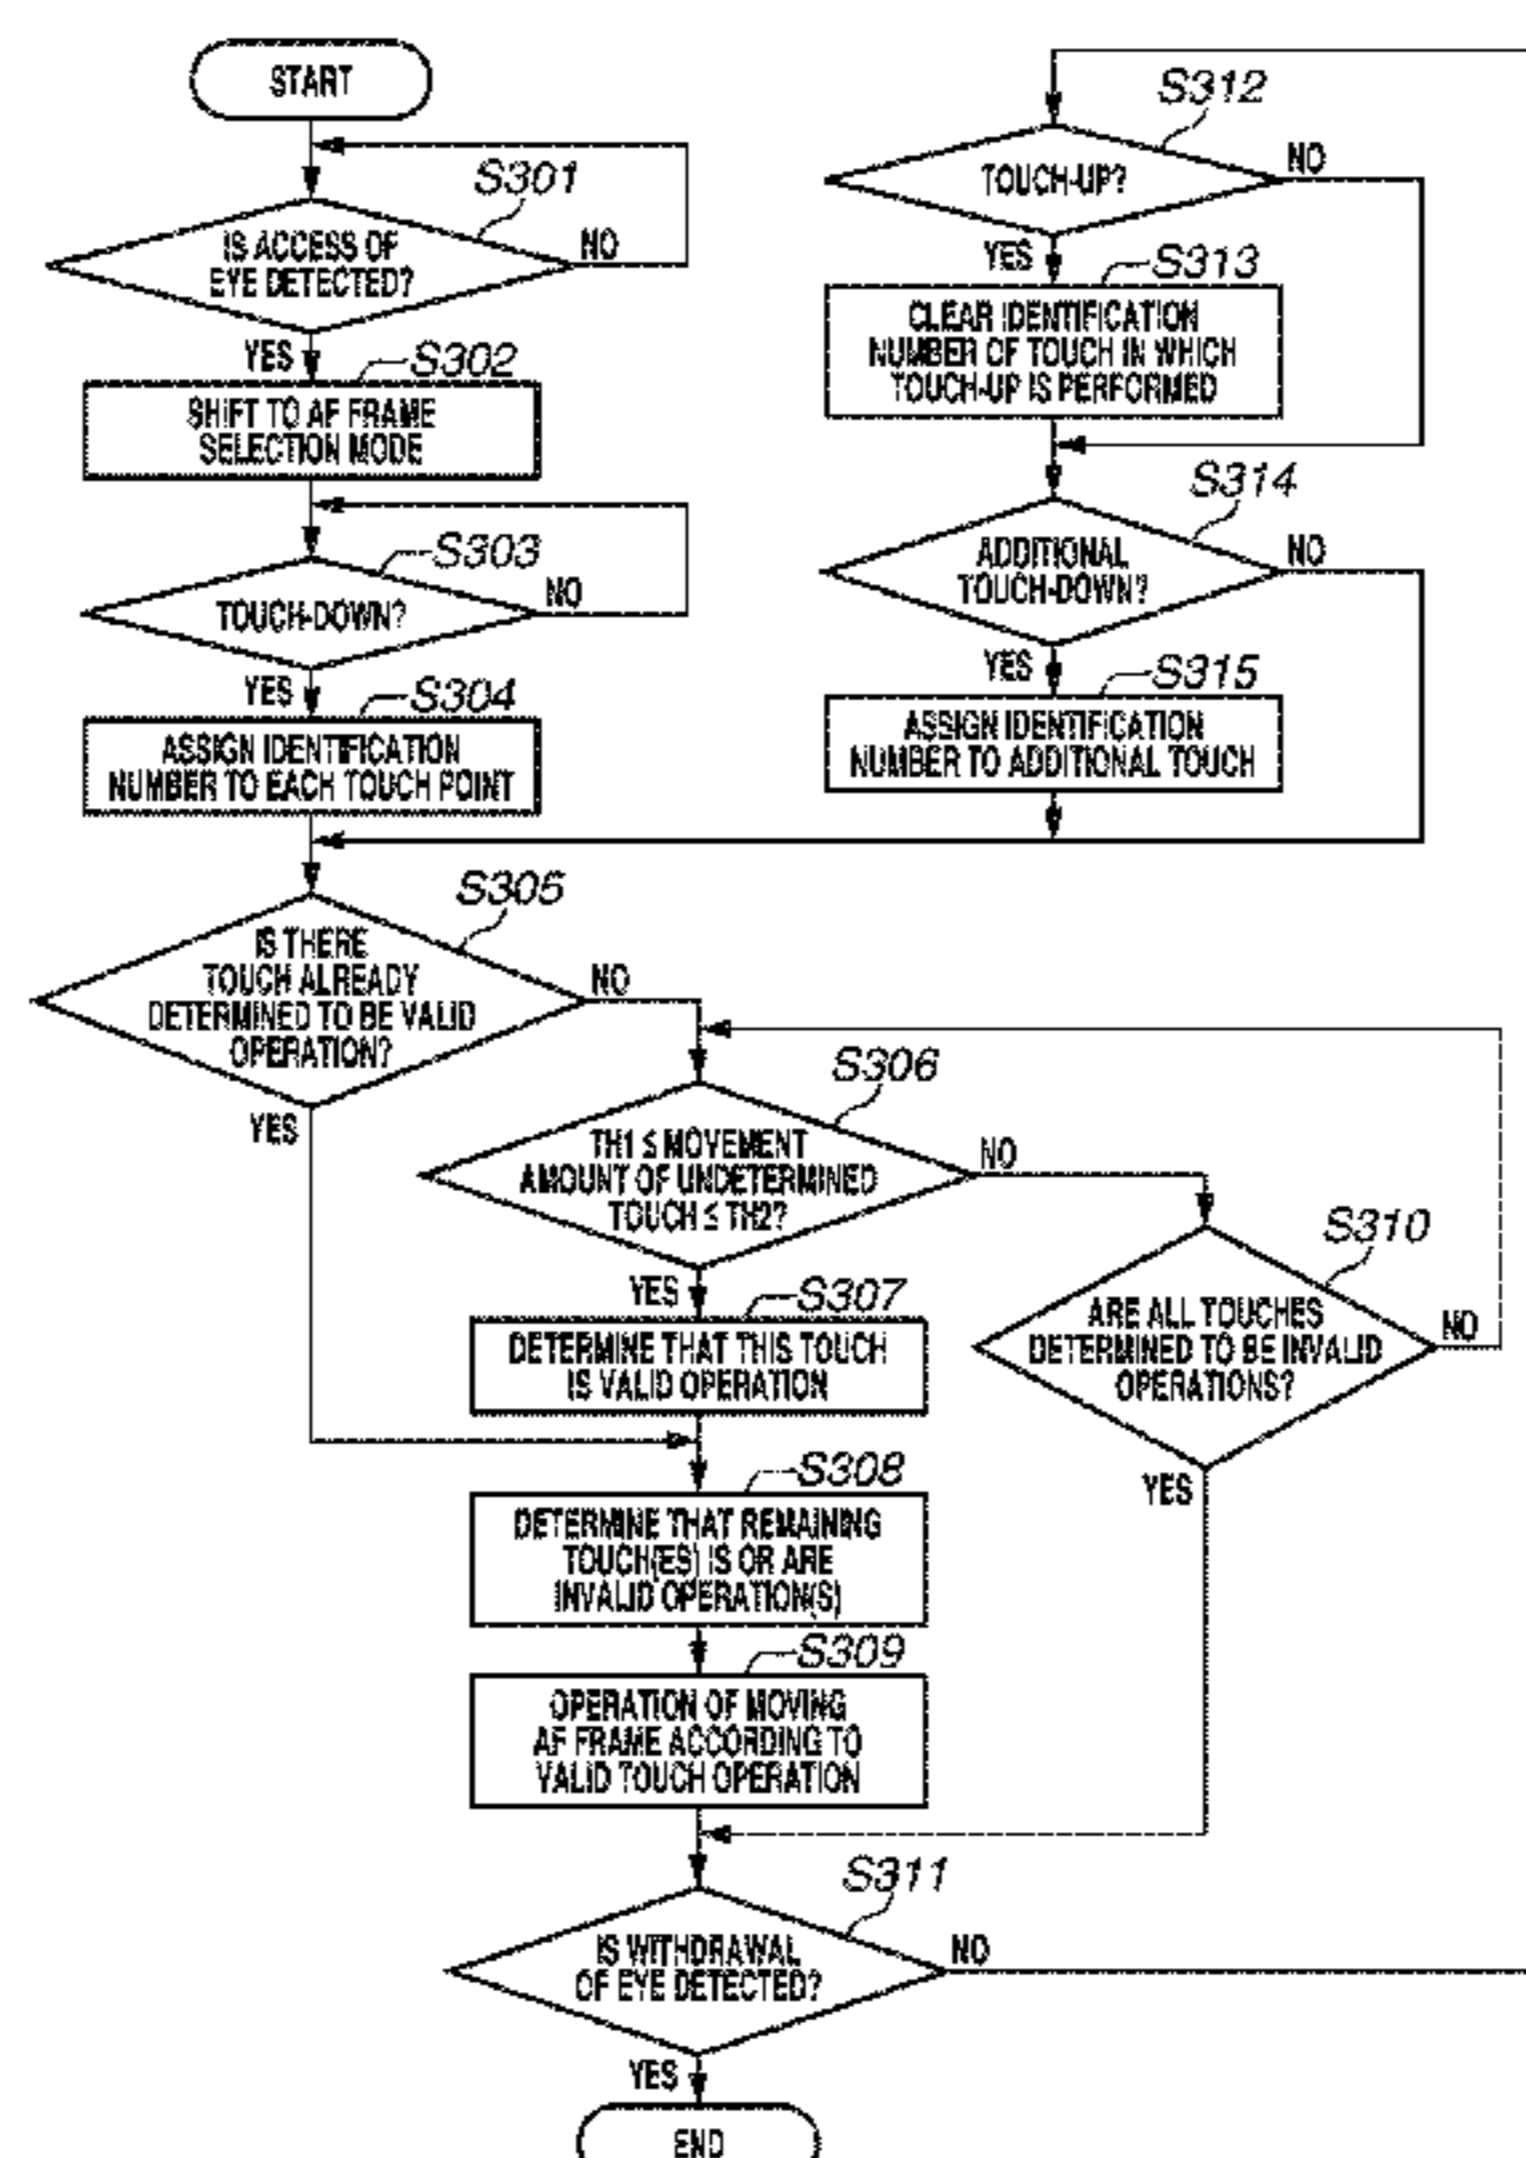 START
S301
IS ACCESS OF
EYE DETECTED?
NO
YES
S302
SHIFT TO AF FRAME
SELECTION MODE
S303
TOUCH-DOWN?
NO
YES
S304
ASSIGN IDENTIFICATION
NUMBER TO EACH TOUCH POINT
S305
IS THERE
TOUCH ALREADY
DETERMINED TO BE VALID
OPERATION?
NO
YES
S306
TH1 ≤ MOVEMENT
AMOUNT OF UNDETERMINED
TOUCH ≤ TH2?
NO
YES
S307
DETERMINE THAT THIS TOUCH
IS VALID OPERATION
S308
DETERMINE THAT REMAINING
TOUCH(ES) IS OR ARE
INVALID OPERATION(S)
S309
OPERATION OF MOVING
AF FRAME ACCORDING TO
VALID TOUCH OPERATION
S310
ARE ALL TOUCHES
DETERMINED TO BE INVALID
OPERATIONS?
NO
YES
S311
IS WITHDRAWAL
OF EYE DETECTED?
NO
YES
END
S312
TOUCH-UP?
NO
YES
S313
CLEAR IDENTIFICATION
NUMBER OF TOUCH IN WHICH
TOUCH-UP IS PERFORMED
S314
ADDITIONAL
TOUCH-DOWN?
NO
YES
S315
ASSIGN IDENTIFICATION
NUMBER TO ADDITIONAL TOUCH